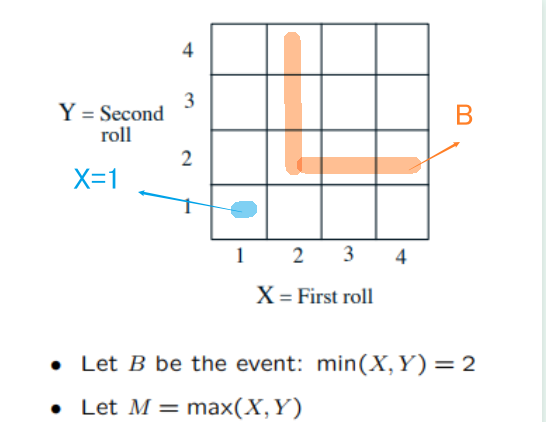 4
3
Y = Second
roll
B
2
X=1
1
1 2 3 4
X = First roll
• Let B be the event: min(X, Y) = 2
• Let M = max(X, Y)